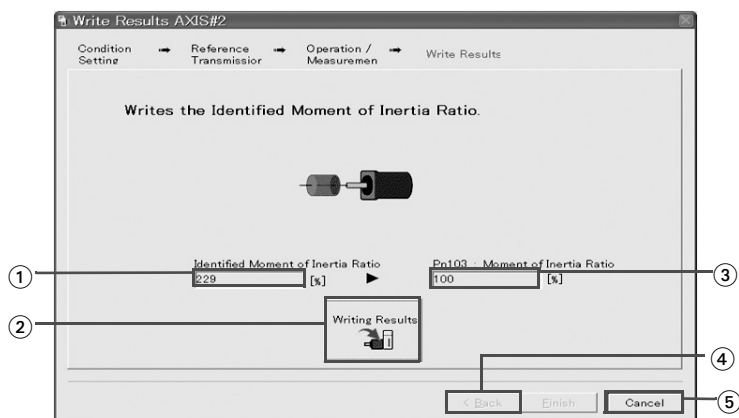 Write Results AXIS#2
Condition Setting
Reference Transmissior
Operation / Measuremen
Write Results
Writes the Identified Moment of Inertia Ratio.
Identified Moment of Inertia Ratio
Pn103 : Moment of Inertia Ratio
① 229 [%]
100 [%] ③
② Writing Results
④
< Back Finish Cancel ⑤